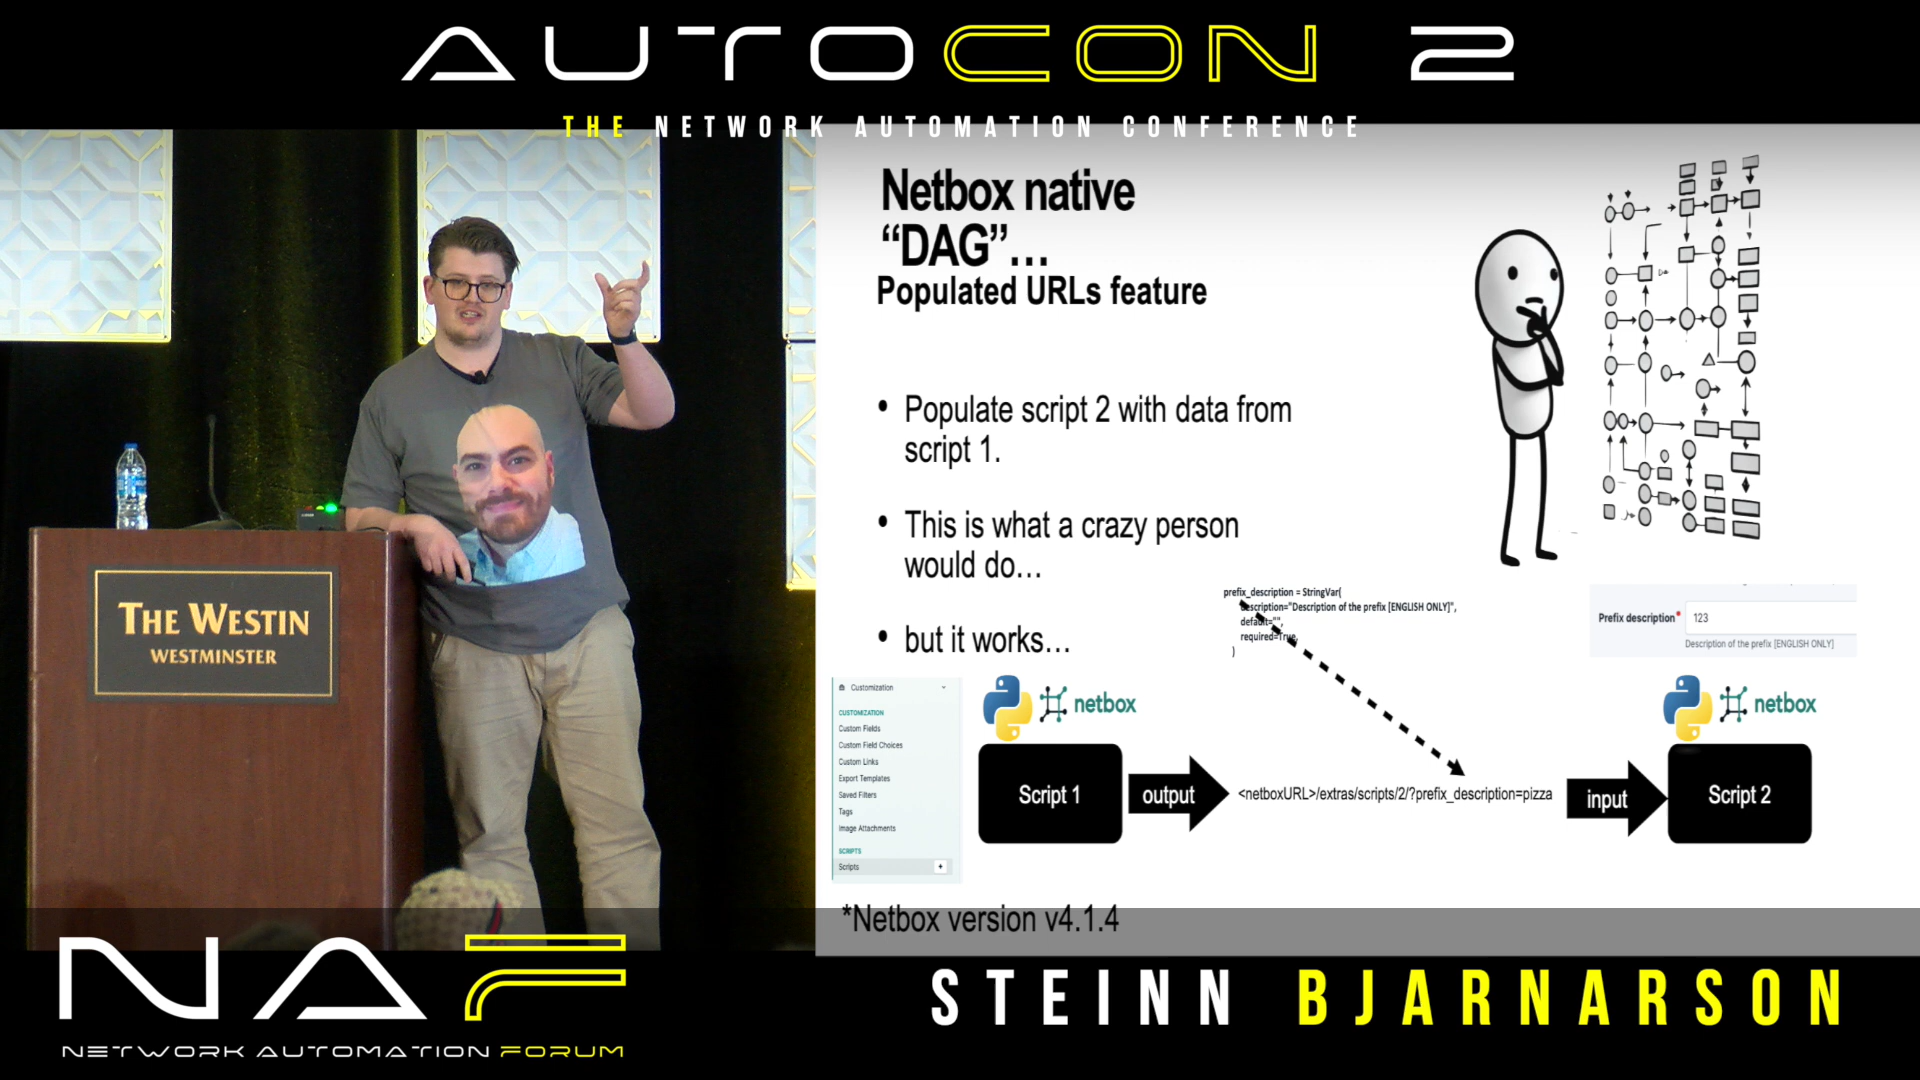 AUTOCON 2
THE NETWORK AUTOMATION CONFERENCE
Netbox native
“DAG”...
Populated URLs feature
• Populate script 2 with data from
script 1.
• This is what a crazy person
would do...
• but it works...
prefix_description = StringVar(
description="Description of the prefix [ENGLISH ONLY]",
default="",
required=True,
)
Prefix description* 123
Description of the prefix [ENGLISH ONLY]
Customization
CUSTOMIZATION
Custom Fields
Custom Field Choices
Custom Links
Export Templates
Saved Filters
Tags
Image Attachments
SCRIPTS
Scripts +
netbox
netbox
Script 1
output
<netboxURL>/extras/scripts/2/?prefix_description=pizza
input
Script 2
*Netbox version v4.1.4
THE WESTIN
WESTMINSTER
NAF
NETWORK AUTOMATION FORUM
STEINN BJARNARSON